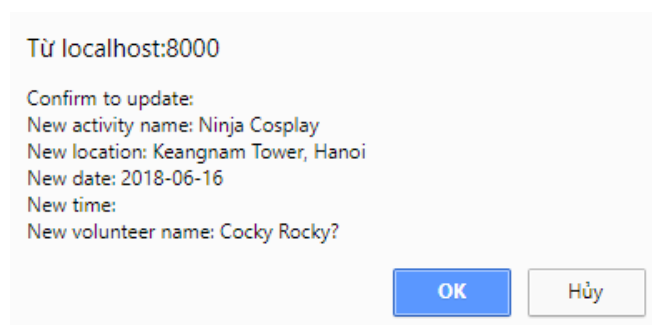 Từ localhost:8000
Confirm to update:
New activity name: Ninja Cosplay
New location: Keangnam Tower, Hanoi
New date: 2018-06-16
New time:
New volunteer name: Cocky Rocky?
OK
Hủy